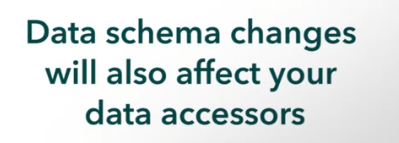 Data schema changes
will also affect your
data accessors